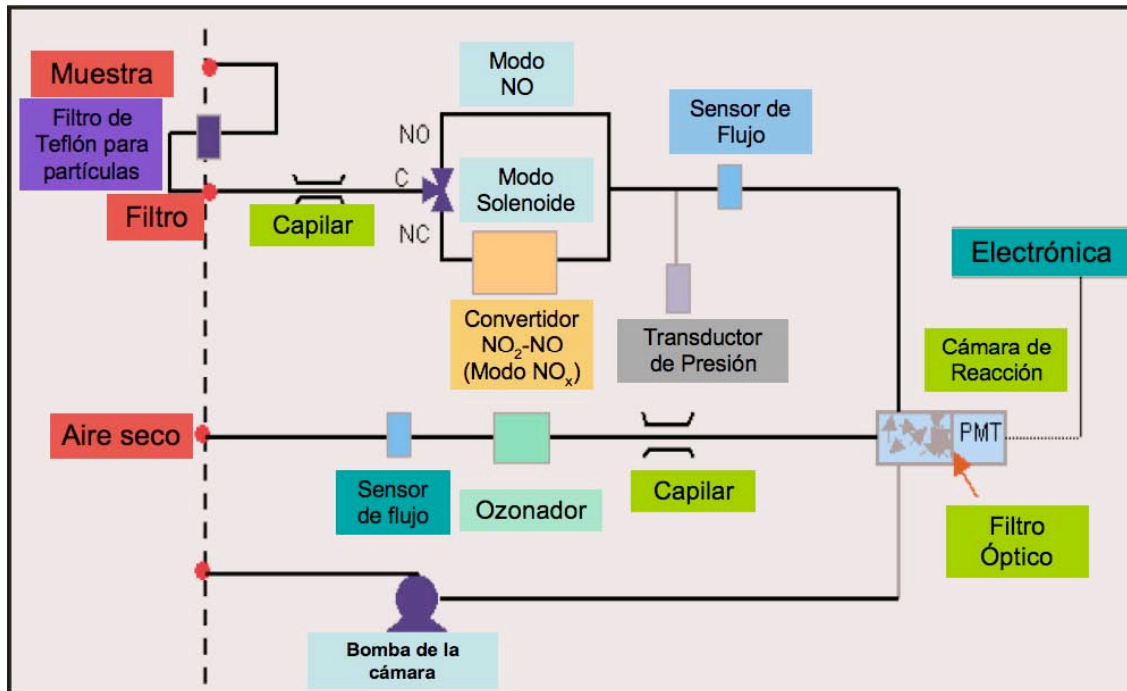 Muestra
Filtro de
Teflón para
partículas
Filtro
Capilar
NO
C
NC
Modo
NO
Modo
Solenoide
Convertidor
NO₂-NO
(Modo NOₓ)
Sensor de
Flujo
Transductor
de Presión
Electrónica
Cámara de
Reacción
PMT
Filtro
Óptico
Aire seco
Sensor
de flujo
Ozonador
Capilar
Bomba de la
cámara